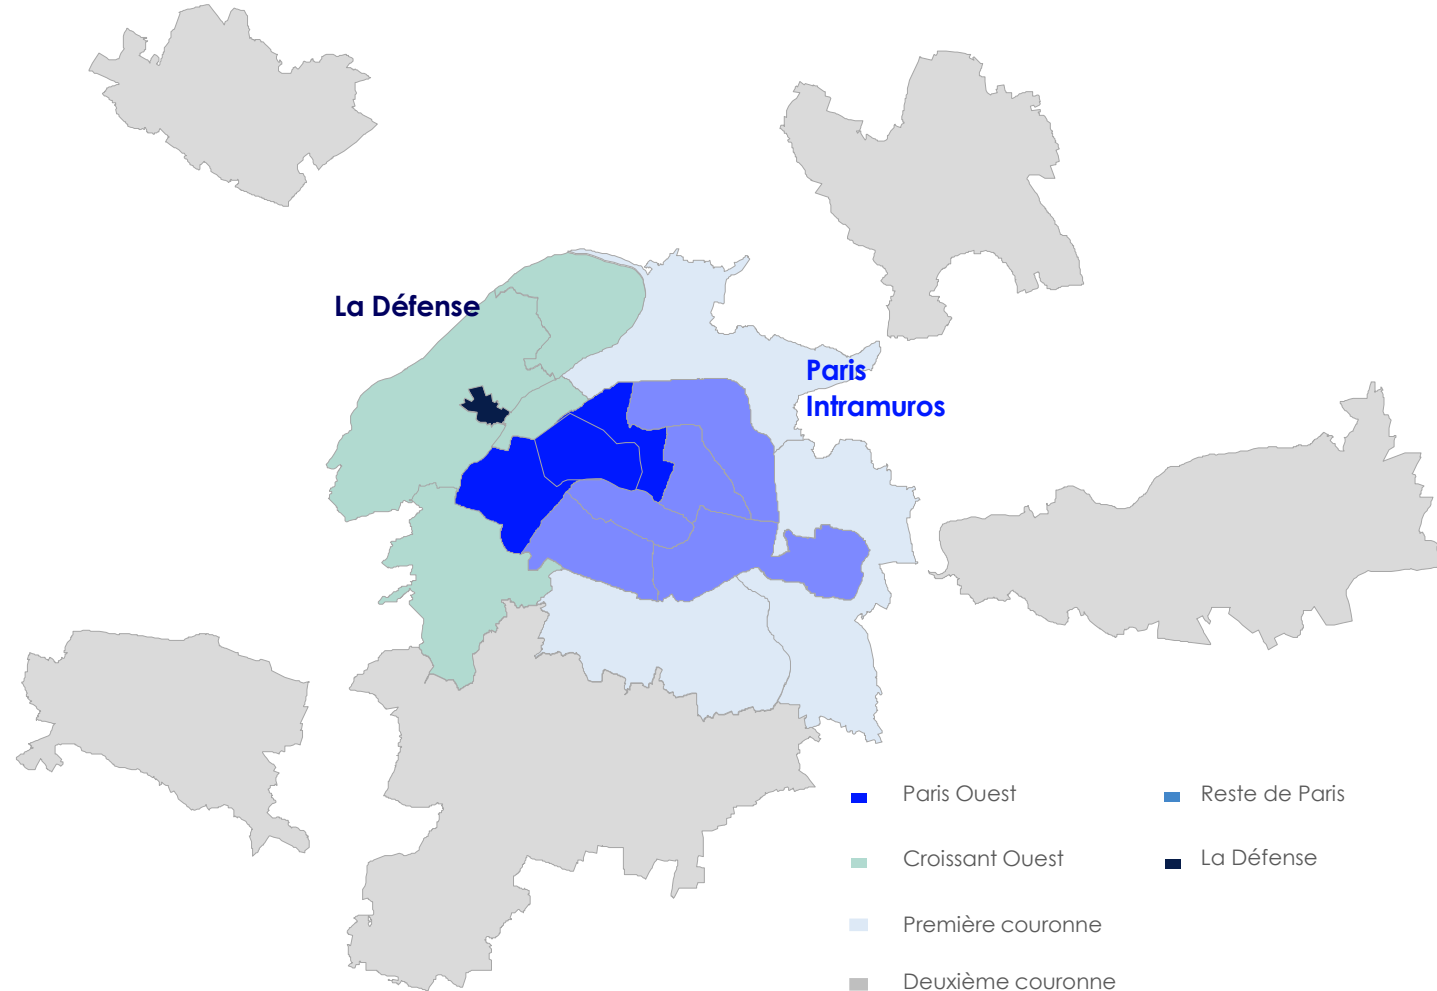 La Défense
Paris
Intramuros
Paris Ouest
Reste de Paris
Croissant Ouest
La Défense
Première couronne
Deuxième couronne